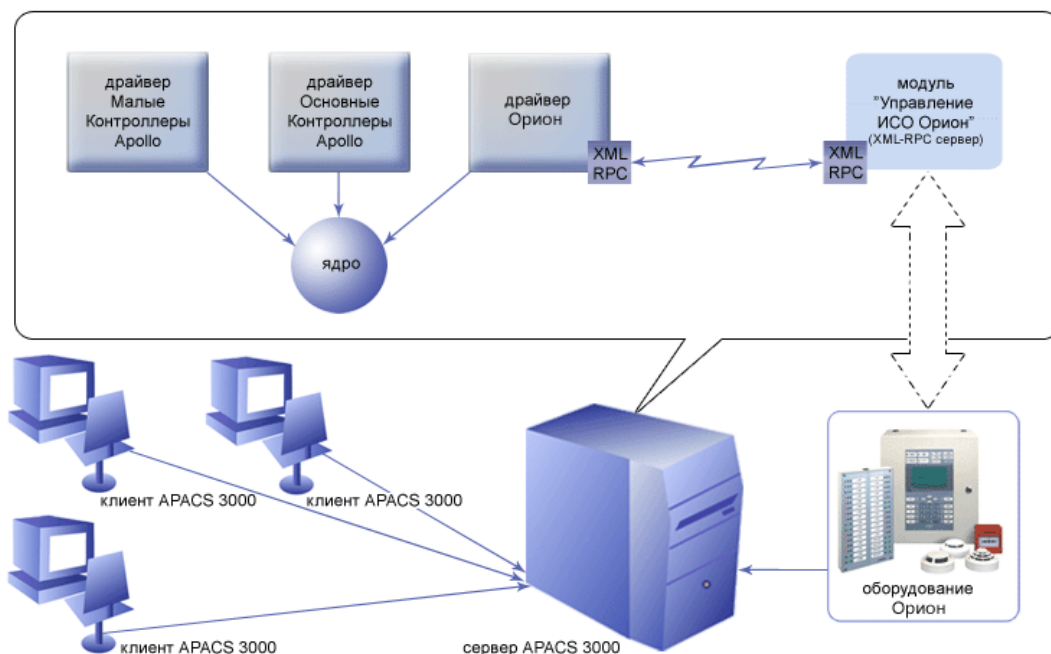 драйвер
Малые
Контроллеры
Apollo
драйвер
Основные
Контроллеры
Apollo
драйвер
Орион
XML
RPC
XML
RPC
модуль
"Управление
ИСО Орион"
(XML-RPC сервер)
ядро
клиент APACS 3000
клиент APACS 3000
клиент APACS 3000
сервер APACS 3000
оборудование
Орион